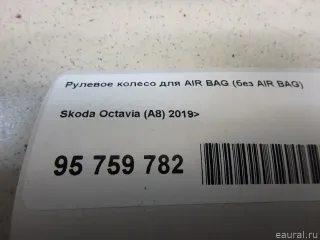 Рулевое колесо для AIR BAG (без AIR BAG)
Skoda Octavia (A8) 2019>
95 759 782
eaural.ru